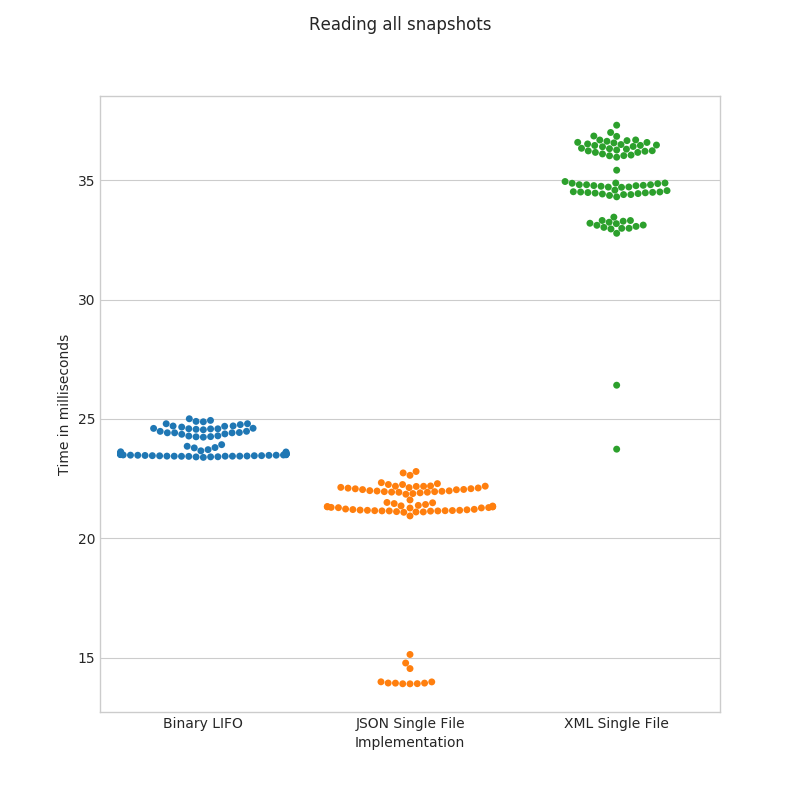 Reading all snapshots
35
30
25
20
15
Time in milliseconds
Binary LIFO
JSON Single File
XML Single File
Implementation